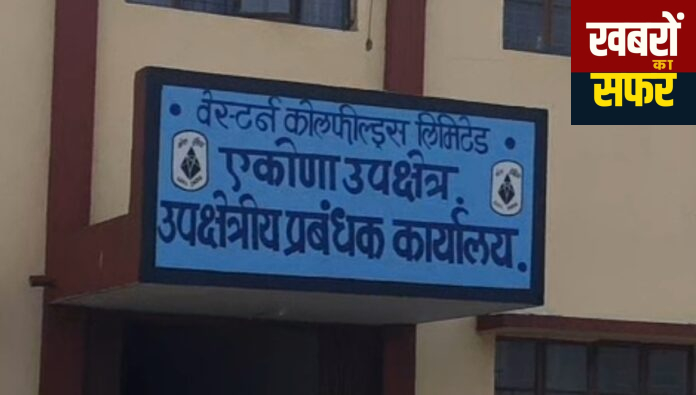 खबरों
का
सफर
• वेस्टर्न कोलफील्ड्स लिमिटेड •
एकोणा उपक्षेत्र.
उपक्षेत्रीय प्रबंधक कार्यालय.